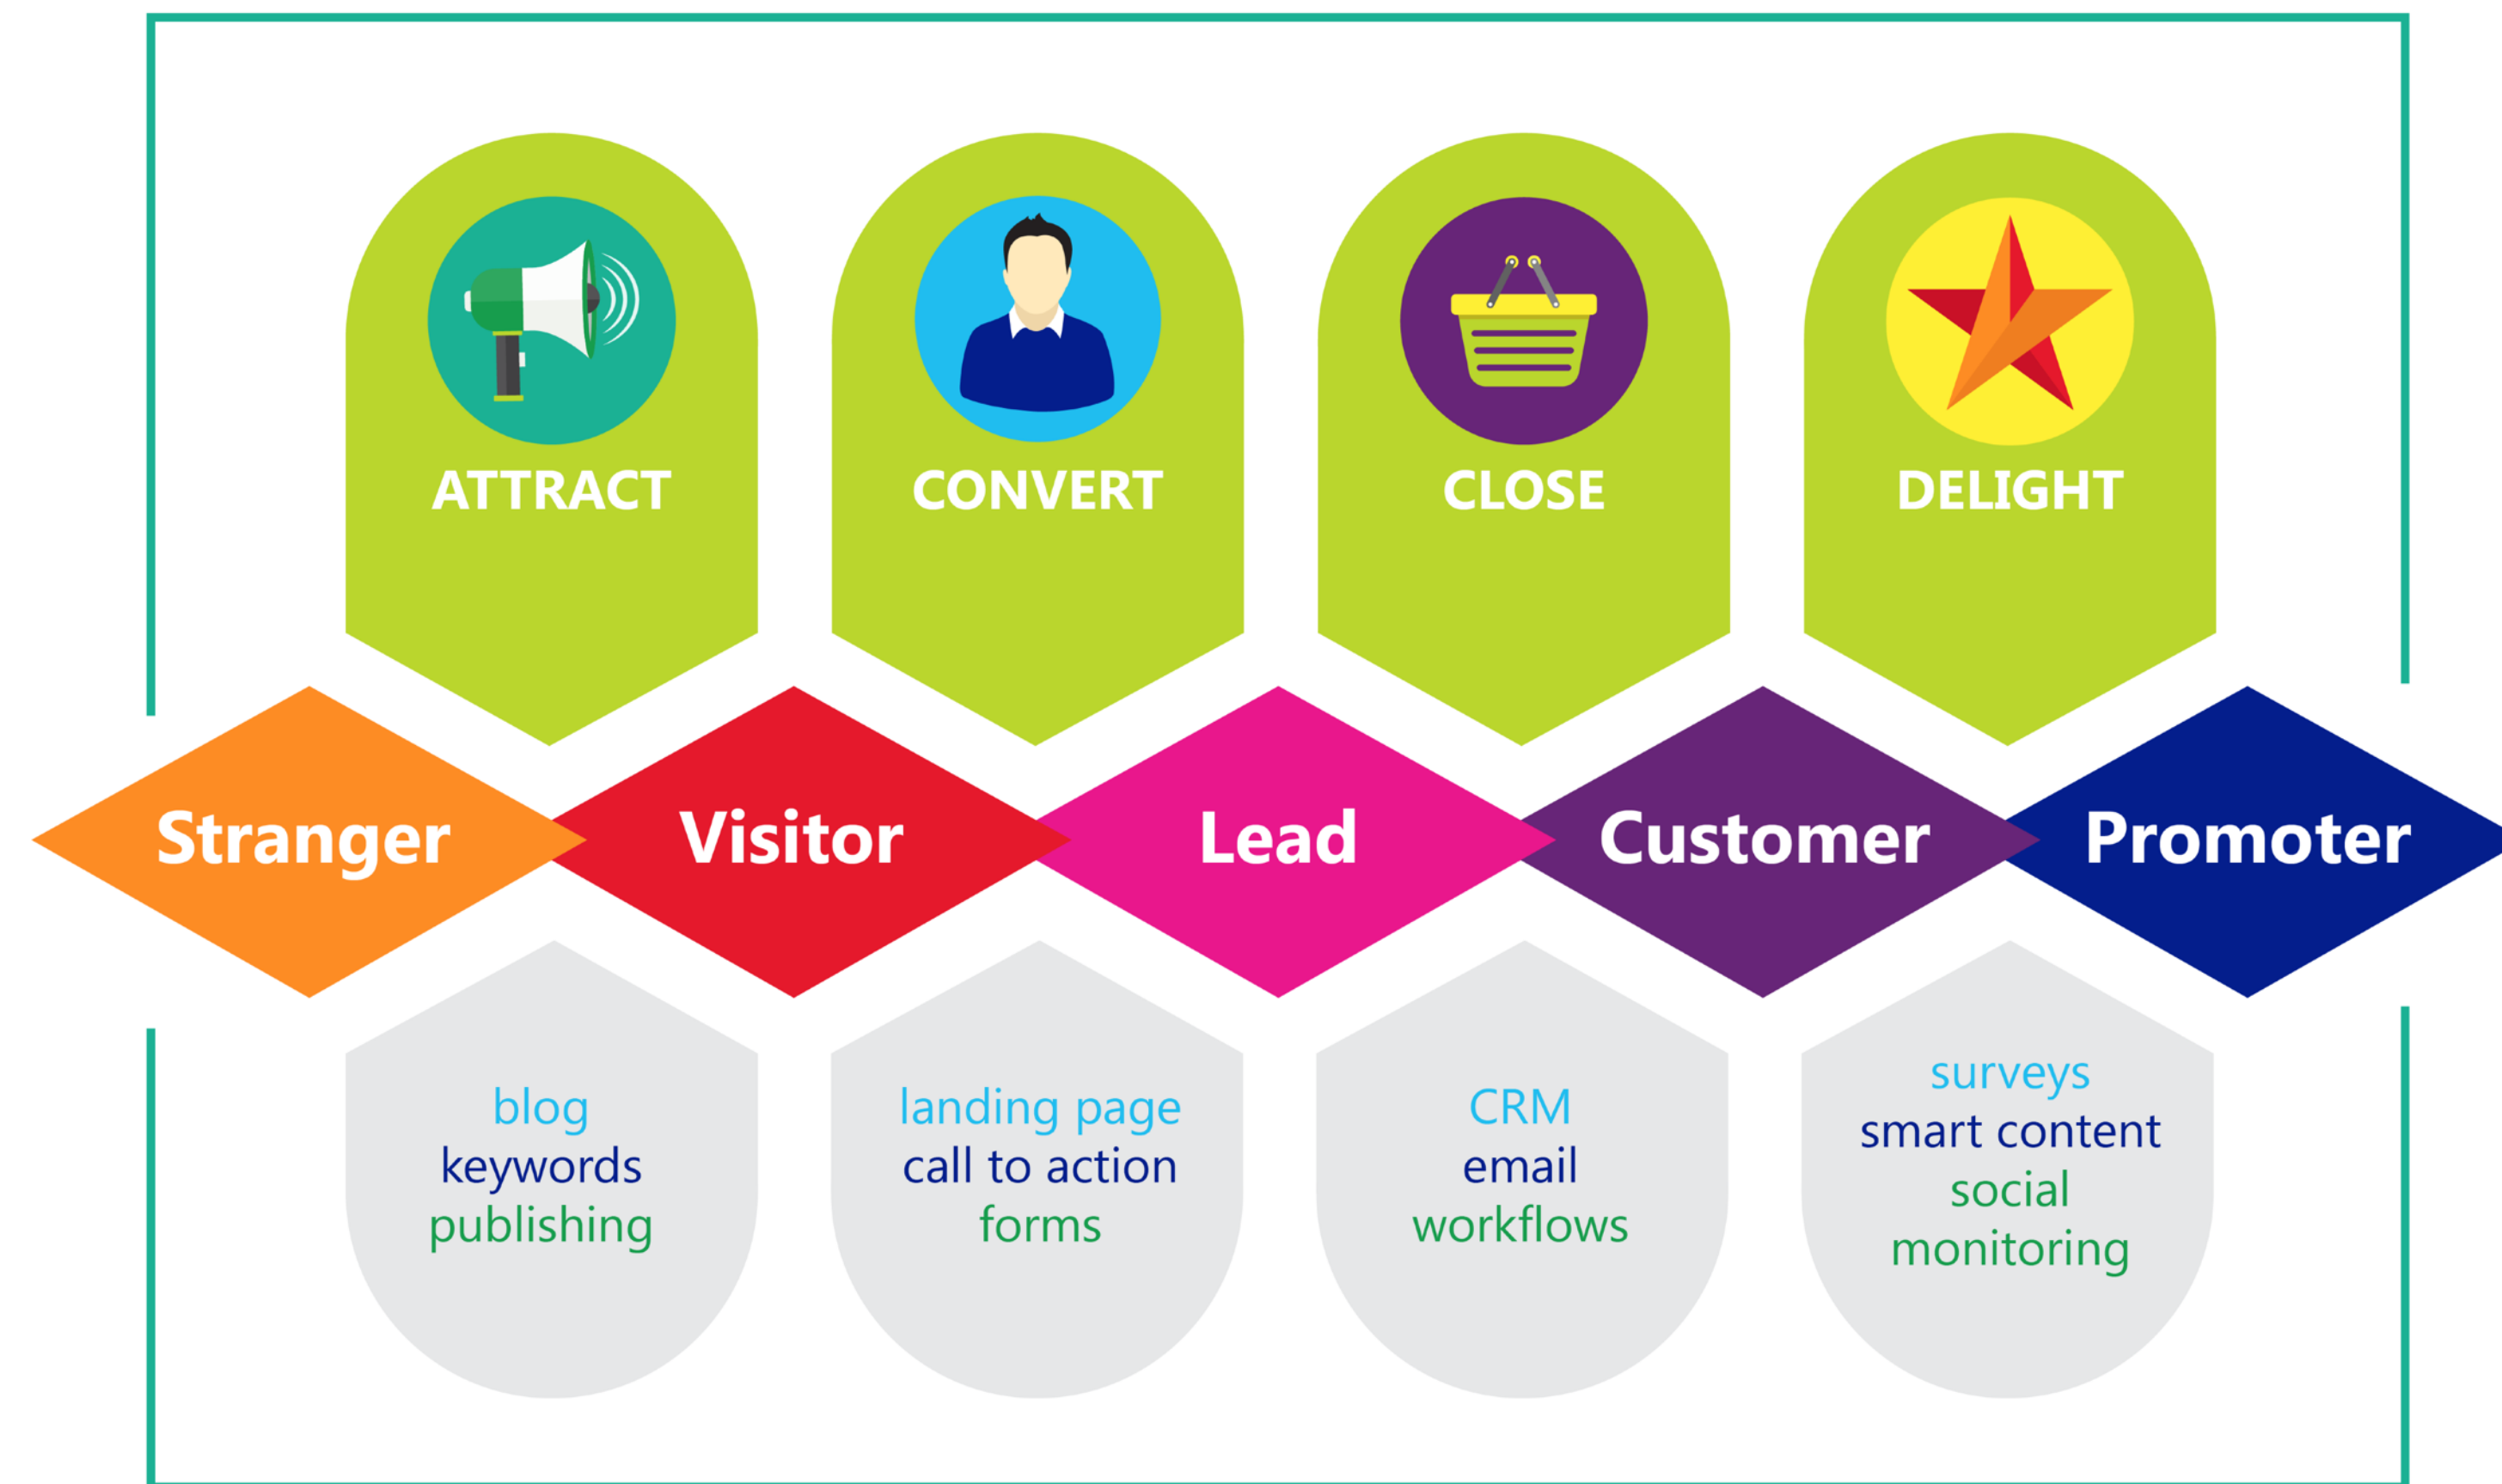 ATTRACT
CONVERT
CLOSE
DELIGHT
Stranger
Visitor
Lead
Customer
Promoter
blog
keywords
publishing
landing page
call to action
forms
CRM
email
workflows
surveys
smart content
social
monitoring